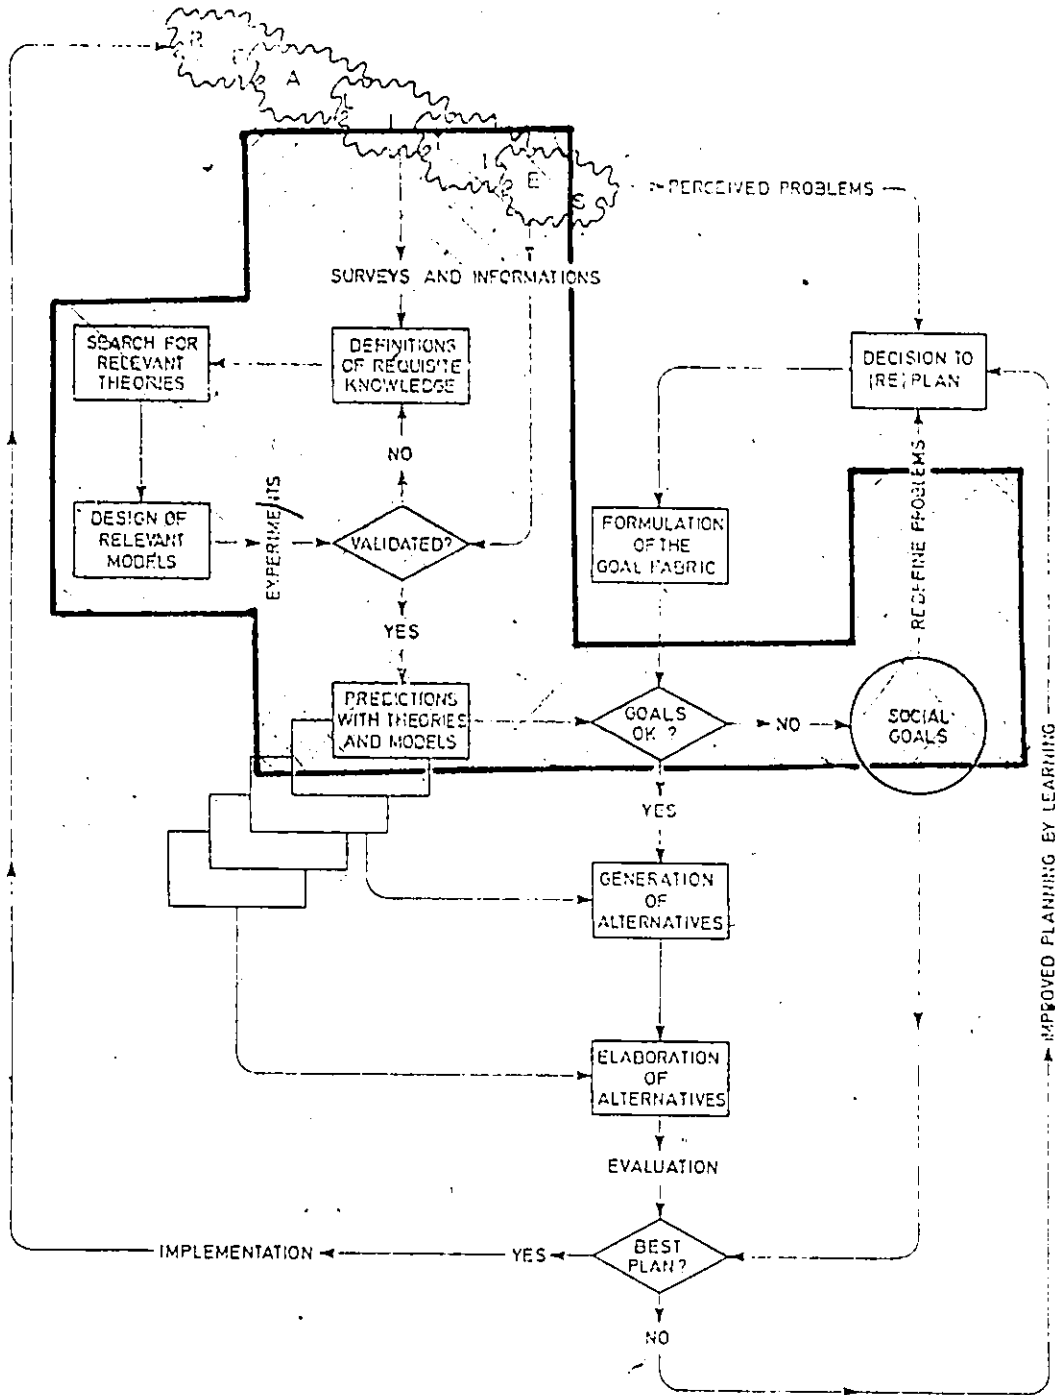 R E A L I T I E S
PERCEIVED PROBLEMS
SURVEYS AND INFORMATIONS
SEARCH FOR
RELEVANT
THEORIES
DEFINITIONS
OF REQUISITE
KNOWLEDGE
DECISION TO
(RE)PLAN
NO
REDEFINE PROBLEMS
EXPERIMENTS
DESIGN OF
RELEVANT
MODELS
VALIDATED?
FORMULATION
OF THE
GOAL FABRIC
YES
PREDICTIONS
WITH THEORIES
AND MODELS
GOALS
OK ?
NO
SOCIAL
GOALS
YES
IMPROVED PLANNING BY LEARNING
GENERATION
OF
ALTERNATIVES
ELABORATION
OF
ALTERNATIVES
EVALUATION
IMPLEMENTATION
YES
BEST
PLAN?
NO